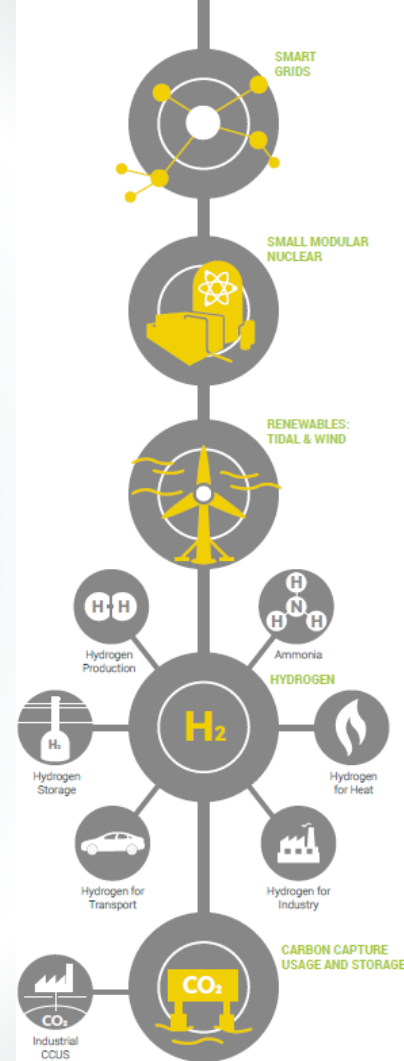 SMART
GRIDS
SMALL MODULAR
NUCLEAR
RENEWABLES:
TIDAL & WIND
H H
Hydrogen
Production
H
N
H H
Ammonia
HYDROGEN
H₂
H₂
Hydrogen
Storage
Hydrogen
for Heat
Hydrogen for
Transport
Hydrogen for
Industry
CARBON CAPTURE
USAGE AND STORAGE
CO₂
CO₂
Industrial
CCUS